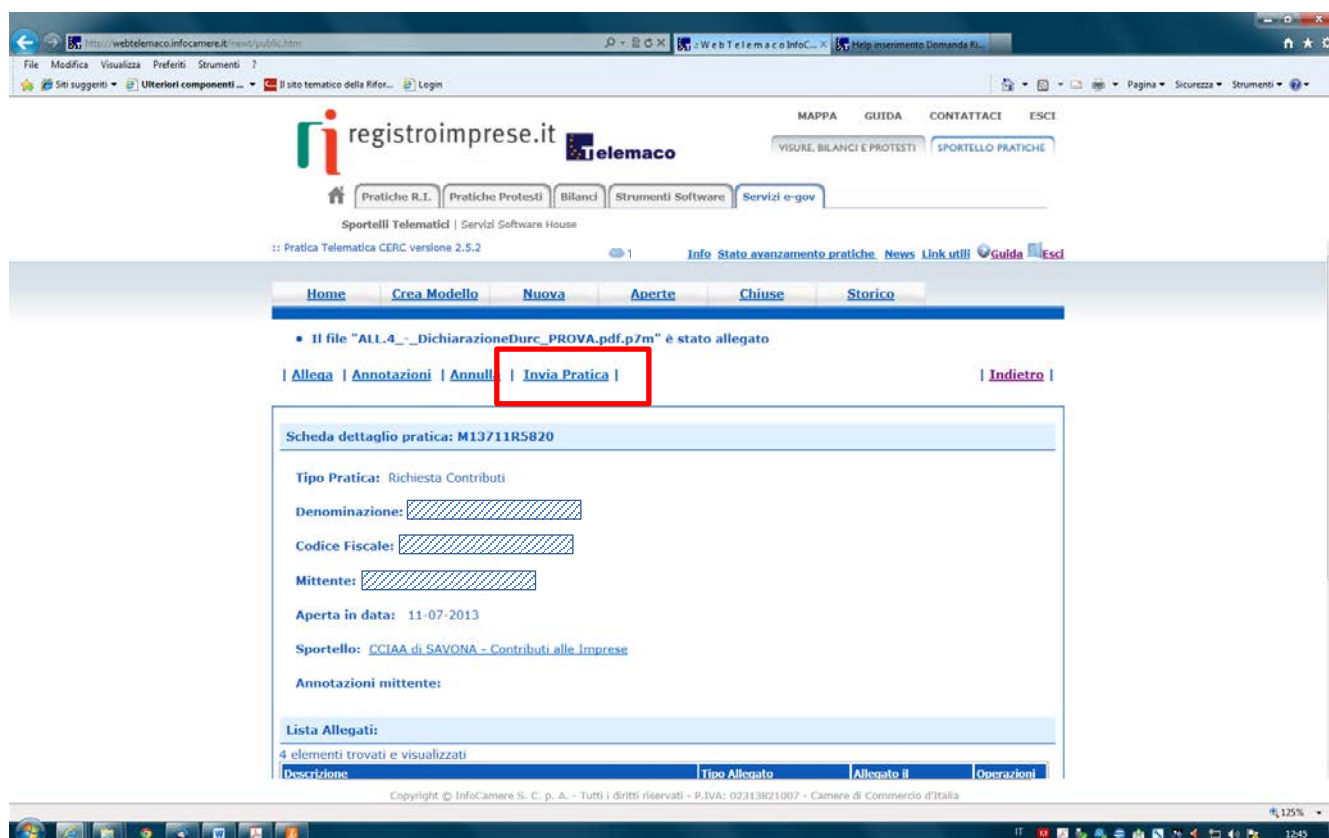 http://webtelemaco.infocamere.it/newt/public.htm
:: W e b T e l e m a c o InfoC...
Help inserimento Domanda Ri...
File Modifica Visualizza Preferiti Strumenti ?
Siti suggeriti Ulteriori componenti ... Il sito tematico della Rifor... Login
Pagina Sicurezza Strumenti
MAPPA GUIDA CONTATTACI ESCI
registroimprese.it Telemaco
VISURE, BILANCI E PROTESTI SPORTELLO PRATICHE
Pratiche R.I. Pratiche Protesti Bilanci Strumenti Software Servizi e-gov
Sportelli Telematici | Servizi Software House
:: Pratica Telematica CERC versione 2.5.2
1 Info Stato avanzamento pratiche News Link utili Guida Esci
Home Crea Modello Nuova Aperte Chiuse Storico
• Il file "ALL.4_-_DichiarazioneDurc_PROVA.pdf.p7m" è stato allegato
| Allega | Annotazioni | Annulla | Invia Pratica | | Indietro |
Scheda dettaglio pratica: M13711R5820
Tipo Pratica: Richiesta Contributi
Denominazione:
Codice Fiscale:
Mittente:
Aperta in data: 11-07-2013
Sportello: CCIAA di SAVONA - Contributi alle Imprese
Annotazioni mittente:
Lista Allegati:
4 elementi trovati e visualizzati
Descrizione Tipo Allegato Allegato il Operazioni
Copyright © InfoCamere S. C. p. A. - Tutti i diritti riservati - P.IVA: 02313821007 - Camere di Commercio d'Italia
125%
IT 12:45